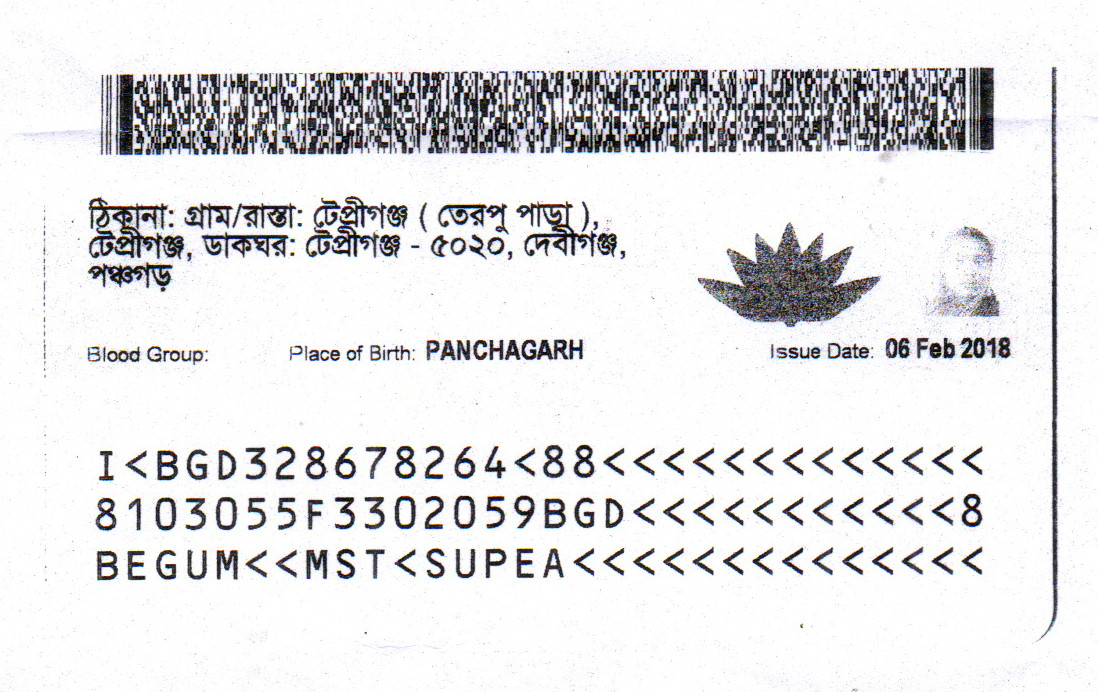 ঠিকানা: গ্রাম/রাস্তা: টেপ্রীগঞ্জ ( তেরপু পাড়া ),
টেপ্রীগঞ্জ, ডাকঘর: টেপ্রীগঞ্জ - ৫০২০, দেবীগঞ্জ,
পঞ্চগড়
Blood Group: Place of Birth: PANCHAGARH Issue Date: 06 Feb 2018
I<BGD328678264<88<<<<<<<<<<<<<
8103055F3302059BGD<<<<<<<<<<<8
BEGUM<<MST<SUPEA<<<<<<<<<<<<<<